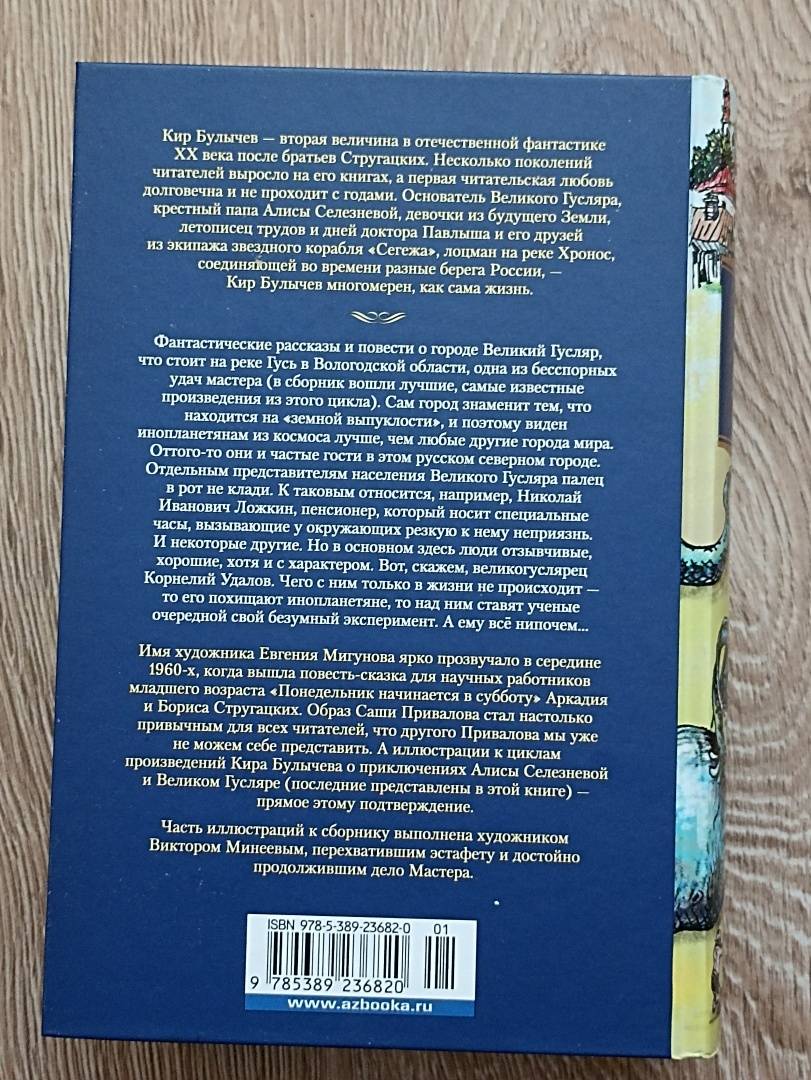 Кир Булычев — вторая величина в отечественной фантастике
XX века после братьев Стругацких. Несколько поколений
читателей выросло на его книгах, а первая читательская любовь
долговечна и не проходит с годами. Основатель Великого Гусляра,
крестный папа Алисы Селезневой, девочки из будущего Земли,
летописец трудов и дней доктора Павлыша и его друзей
из экипажа звездного корабля «Сегежа», лоцман на реке Хронос,
соединяющей во времени разные берега России, —
Кир Булычев многомерен, как сама жизнь.
Фантастические рассказы и повести о городе Великий Гусляр,
что стоит на реке Гусь в Вологодской области, одна из бесспорных
удач мастера (в сборник вошли лучшие, самые известные
произведения из этого цикла). Сам город знаменит тем, что
находится на «земной выпуклости», и поэтому виден
инопланетянам из космоса лучше, чем любые другие города мира.
Оттого-то они и частые гости в этом русском северном городе.
Отдельным представителям населения Великого Гусляра палец
в рот не клади. К таковым относится, например, Николай
Иванович Ложкин, пенсионер, который носит специальные
часы, вызывающие у окружающих резкую к нему неприязнь.
И некоторые другие. Но в основном здесь люди отзывчивые,
хорошие, хотя и с характером. Вот, скажем, великогуслярец
Корнелий Удалов. Чего с ним только в жизни не происходит —
то его похищают инопланетяне, то над ним ставят ученые
очередной свой безумный эксперимент. А ему всё нипочем...
Имя художника Евгения Мигунова ярко прозвучало в середине
1960-х, когда вышла повесть-сказка для научных работников
младшего возраста «Понедельник начинается в субботу» Аркадия
и Бориса Стругацких. Образ Саши Привалова стал настолько
привычным для всех читателей, что другого Привалова мы уже
не можем себе представить. А иллюстрации к циклам
произведений Кира Булычева о приключениях Алисы Селезневой
и Великом Гусляре (последние представлены в этой книге) —
прямое этому подтверждение.
Часть иллюстраций к сборнику выполнена художником
Виктором Минеевым, перехватившим эстафету и достойно
продолжившим дело Мастера.
ISBN 978-5-389-23682-0 01
9 785389 236820
www.azbooka.ru